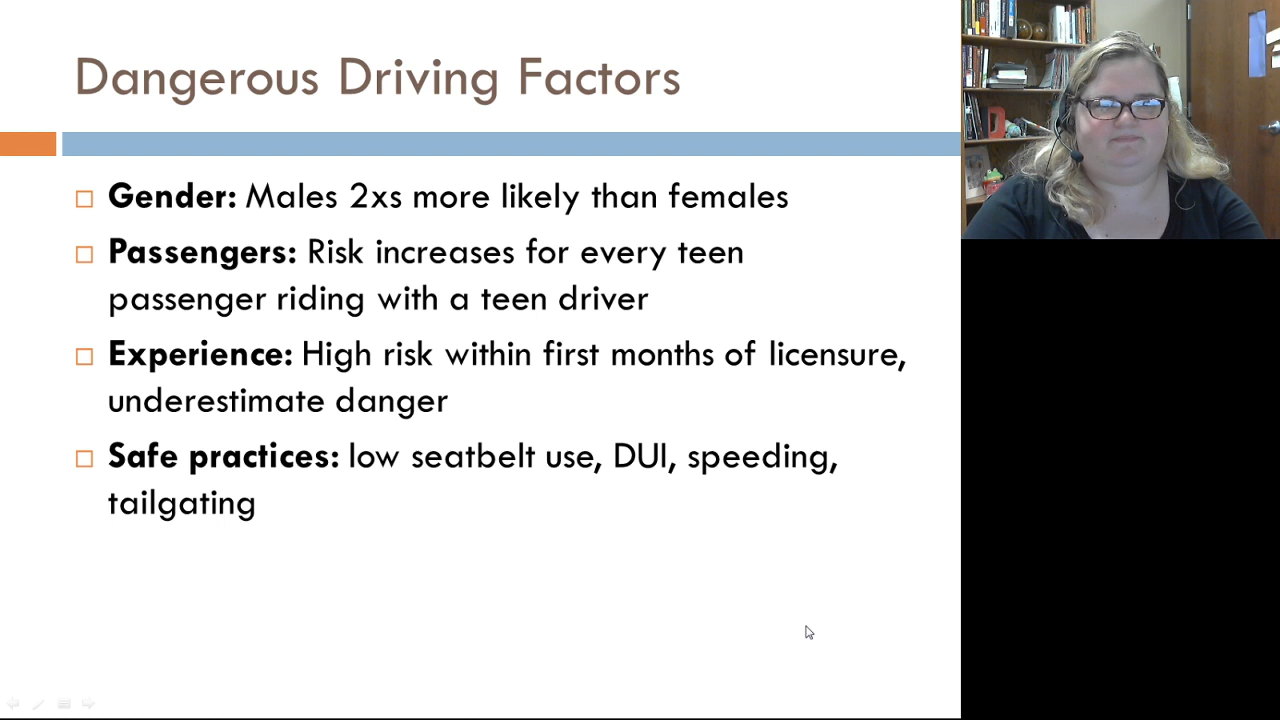 Dangerous Driving Factors
Gender: Males 2xs more likely than females
Passengers: Risk increases for every teen
passenger riding with a teen driver
Experience: High risk within first months of licensure,
underestimate danger
Safe practices: low seatbelt use, DUI, speeding,
tailgating